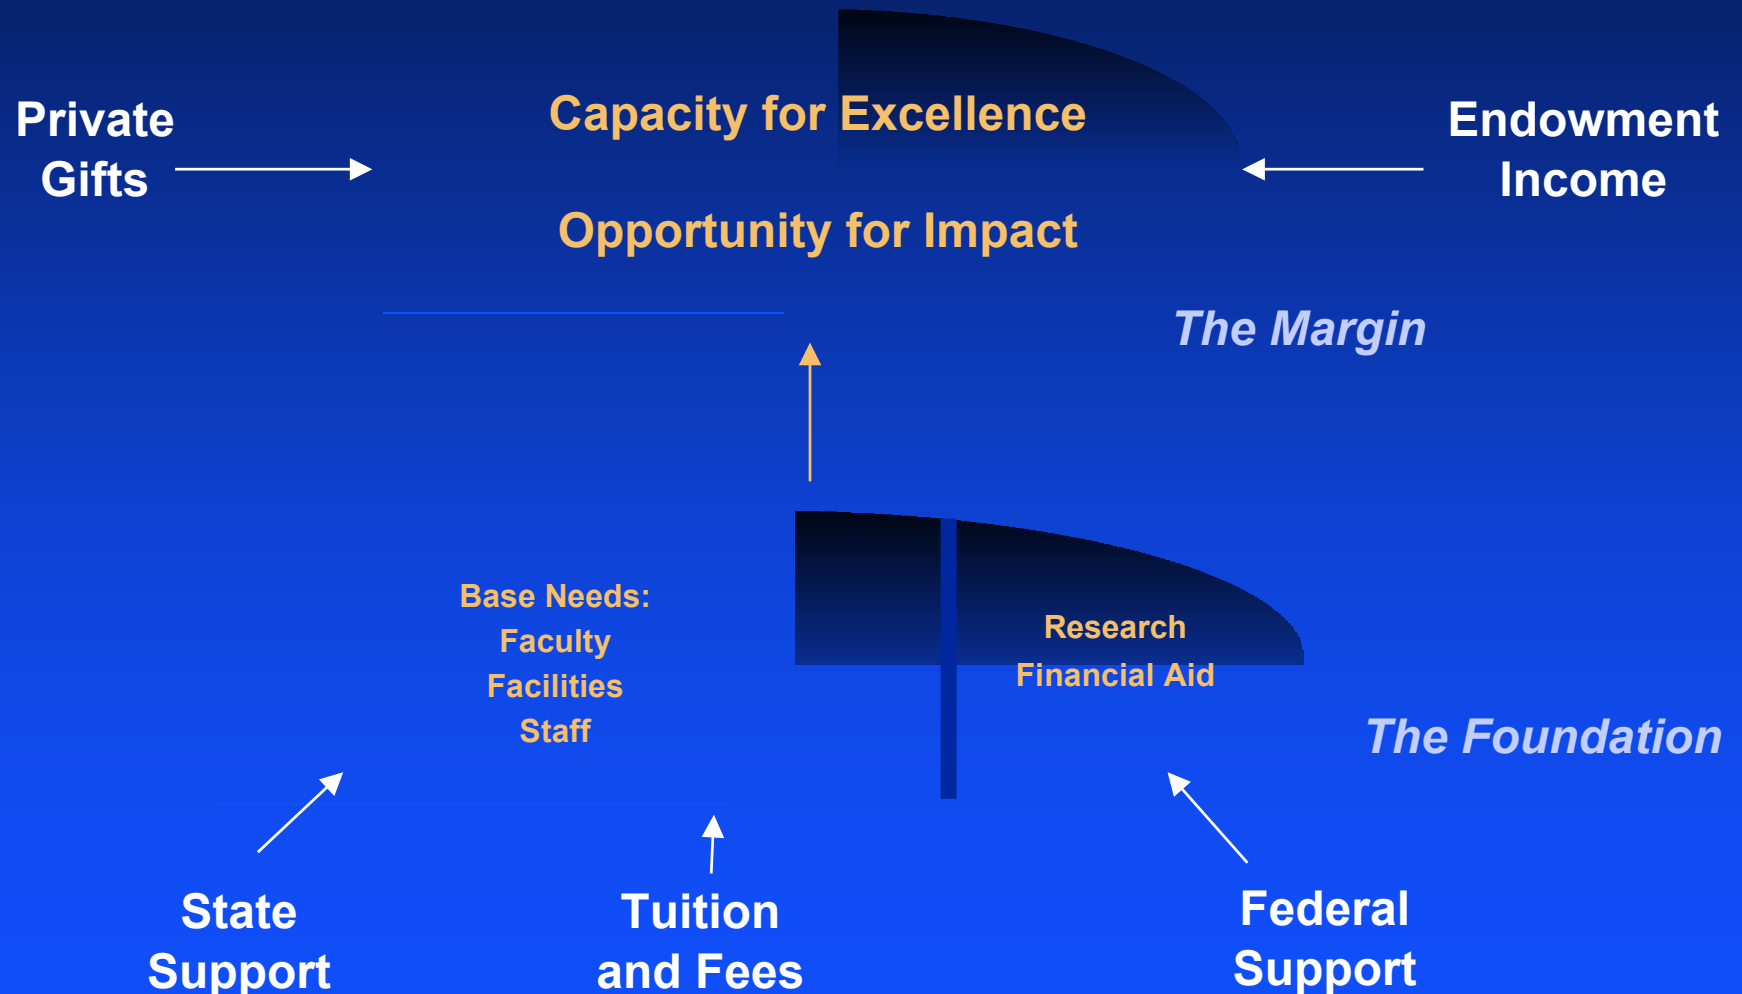 Private
Gifts
Capacity for Excellence
Opportunity for Impact
Endowment
Income
The Margin
Base Needs:
Faculty
Facilities
Staff
Research
Financial Aid
The Foundation
State
Support
Tuition
and Fees
Federal
Support